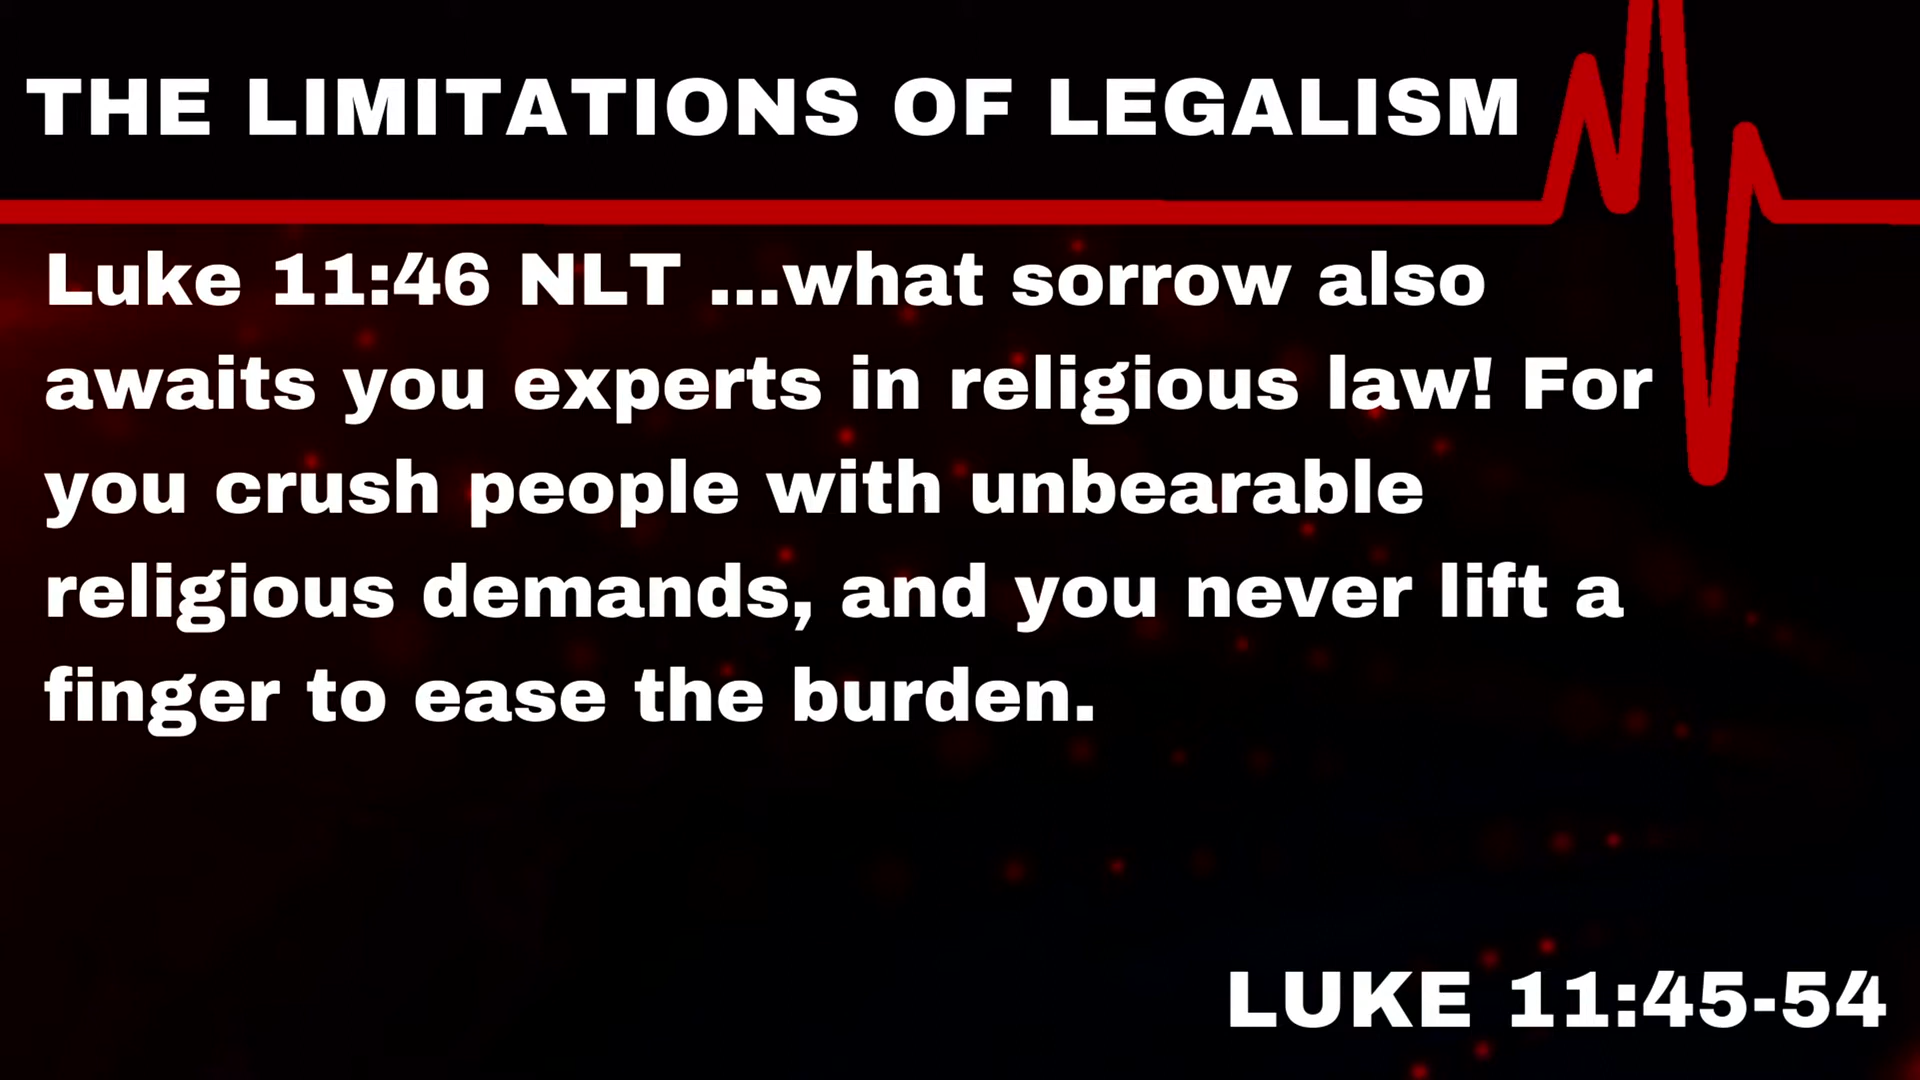 THE LIMITATIONS OF LEGALISM
Luke 11:46 NLT ...what sorrow also
awaits you experts in religious law! For
you crush people with unbearable
religious demands, and you never lift a
finger to ease the burden.
LUKE 11:45-54